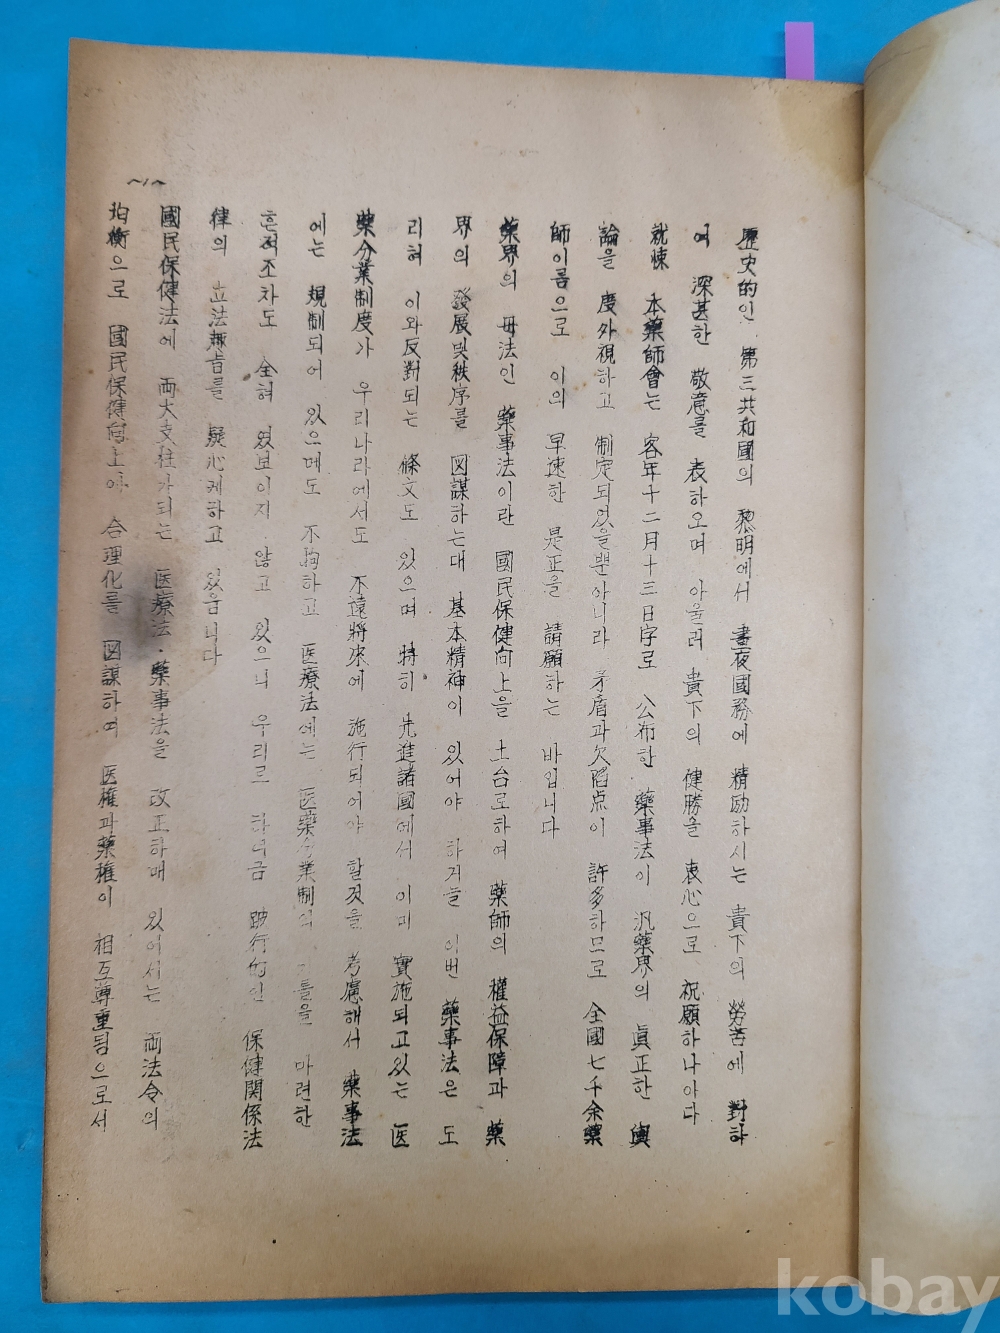 歷史的인 第三共和國의 黎明에서 晝夜國務에 精励하시는 貴下의 勞苦에 對하
여 深甚한 敬意를 表하오며 아울러 貴下의 健勝을 衷心으로 祝願하나이다
就悚 本藥師會는 客年十二月十三日字로 公布한 藥事法이 汎藥界의 眞正한 輿
論을 度外視하고 制定되었을뿐아니라 矛盾과欠陷点이 許多하므로 全國七千余藥
師이름으로 이의 早速한 是正을 請願하는 바입니다
藥界의 母法인 藥事法이란 國民保健向上을 土台로하여 藥師의 權益保障과 藥
界의 發展및秩序를 図謀하는대 基本精神이 있어야 하거늘 이번 藥事法은 도
리혀 이와反對되는 條文도 있으며 特히 先進諸國에서 이미 實施되고있는 医
藥分業制度가 우리나라에서도 不遠將來에 施行되어야 할것을 考慮해서 藥事法
에는 規制되어 있으메도 不拘하고 医療法에는 医藥分業制의 틀을 마련한
흔적조차도 全혀 엿보이지 않고 있으니 우리로 하여금 跛行的인 保健関係法
律의 立法趣旨를 疑心케하고 있읍니다
國民保健法에 両大支柱가되는 医療法·藥事法을 改正하매 있어서는 両法令의
均衡으로 國民保健向上에 合理化를 図謀하여 医權과藥權이 相互尊重됨으로서
~1~
kobay